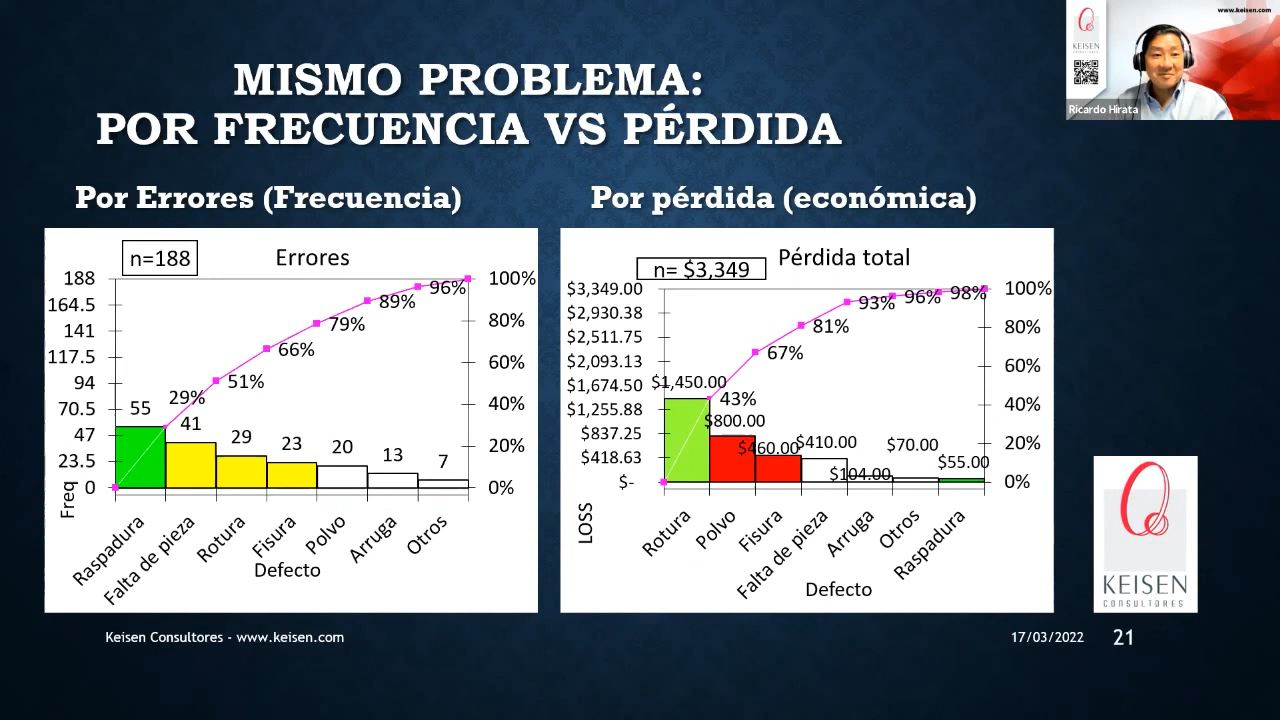 www.keisen.com
KEISEN
CONSULTORES
Ricardo Hirata
MISMO PROBLEMA:
POR FRECUENCIA VS PÉRDIDA
Por Errores (Frecuencia)
n=188
Errores
188
164.5
141
117.5
94
70.5
47
23.5
0
Freq
55
41
29
23
20
13
7
29%
51%
66%
79%
89%
96%
100%
80%
60%
40%
20%
0%
Raspadura
Falta de pieza
Rotura
Fisura
Polvo
Arruga
Otros
Defecto
Por pérdida (económica)
n= $3,349
Pérdida total
$3,349.00
$2,930.38
$2,511.75
$2,093.13
$1,674.50
$1,255.88
$837.25
$418.63
$-
LOSS
$1,450.00
$800.00
$460.00
$410.00
$104.00
$70.00
$55.00
43%
67%
81%
93%
96%
98%
100%
80%
60%
40%
20%
0%
Rotura
Polvo
Fisura
Falta de pieza
Arruga
Otros
Raspadura
Defecto
KEISEN
CONSULTORES
Keisen Consultores - www.keisen.com
17/03/2022
21